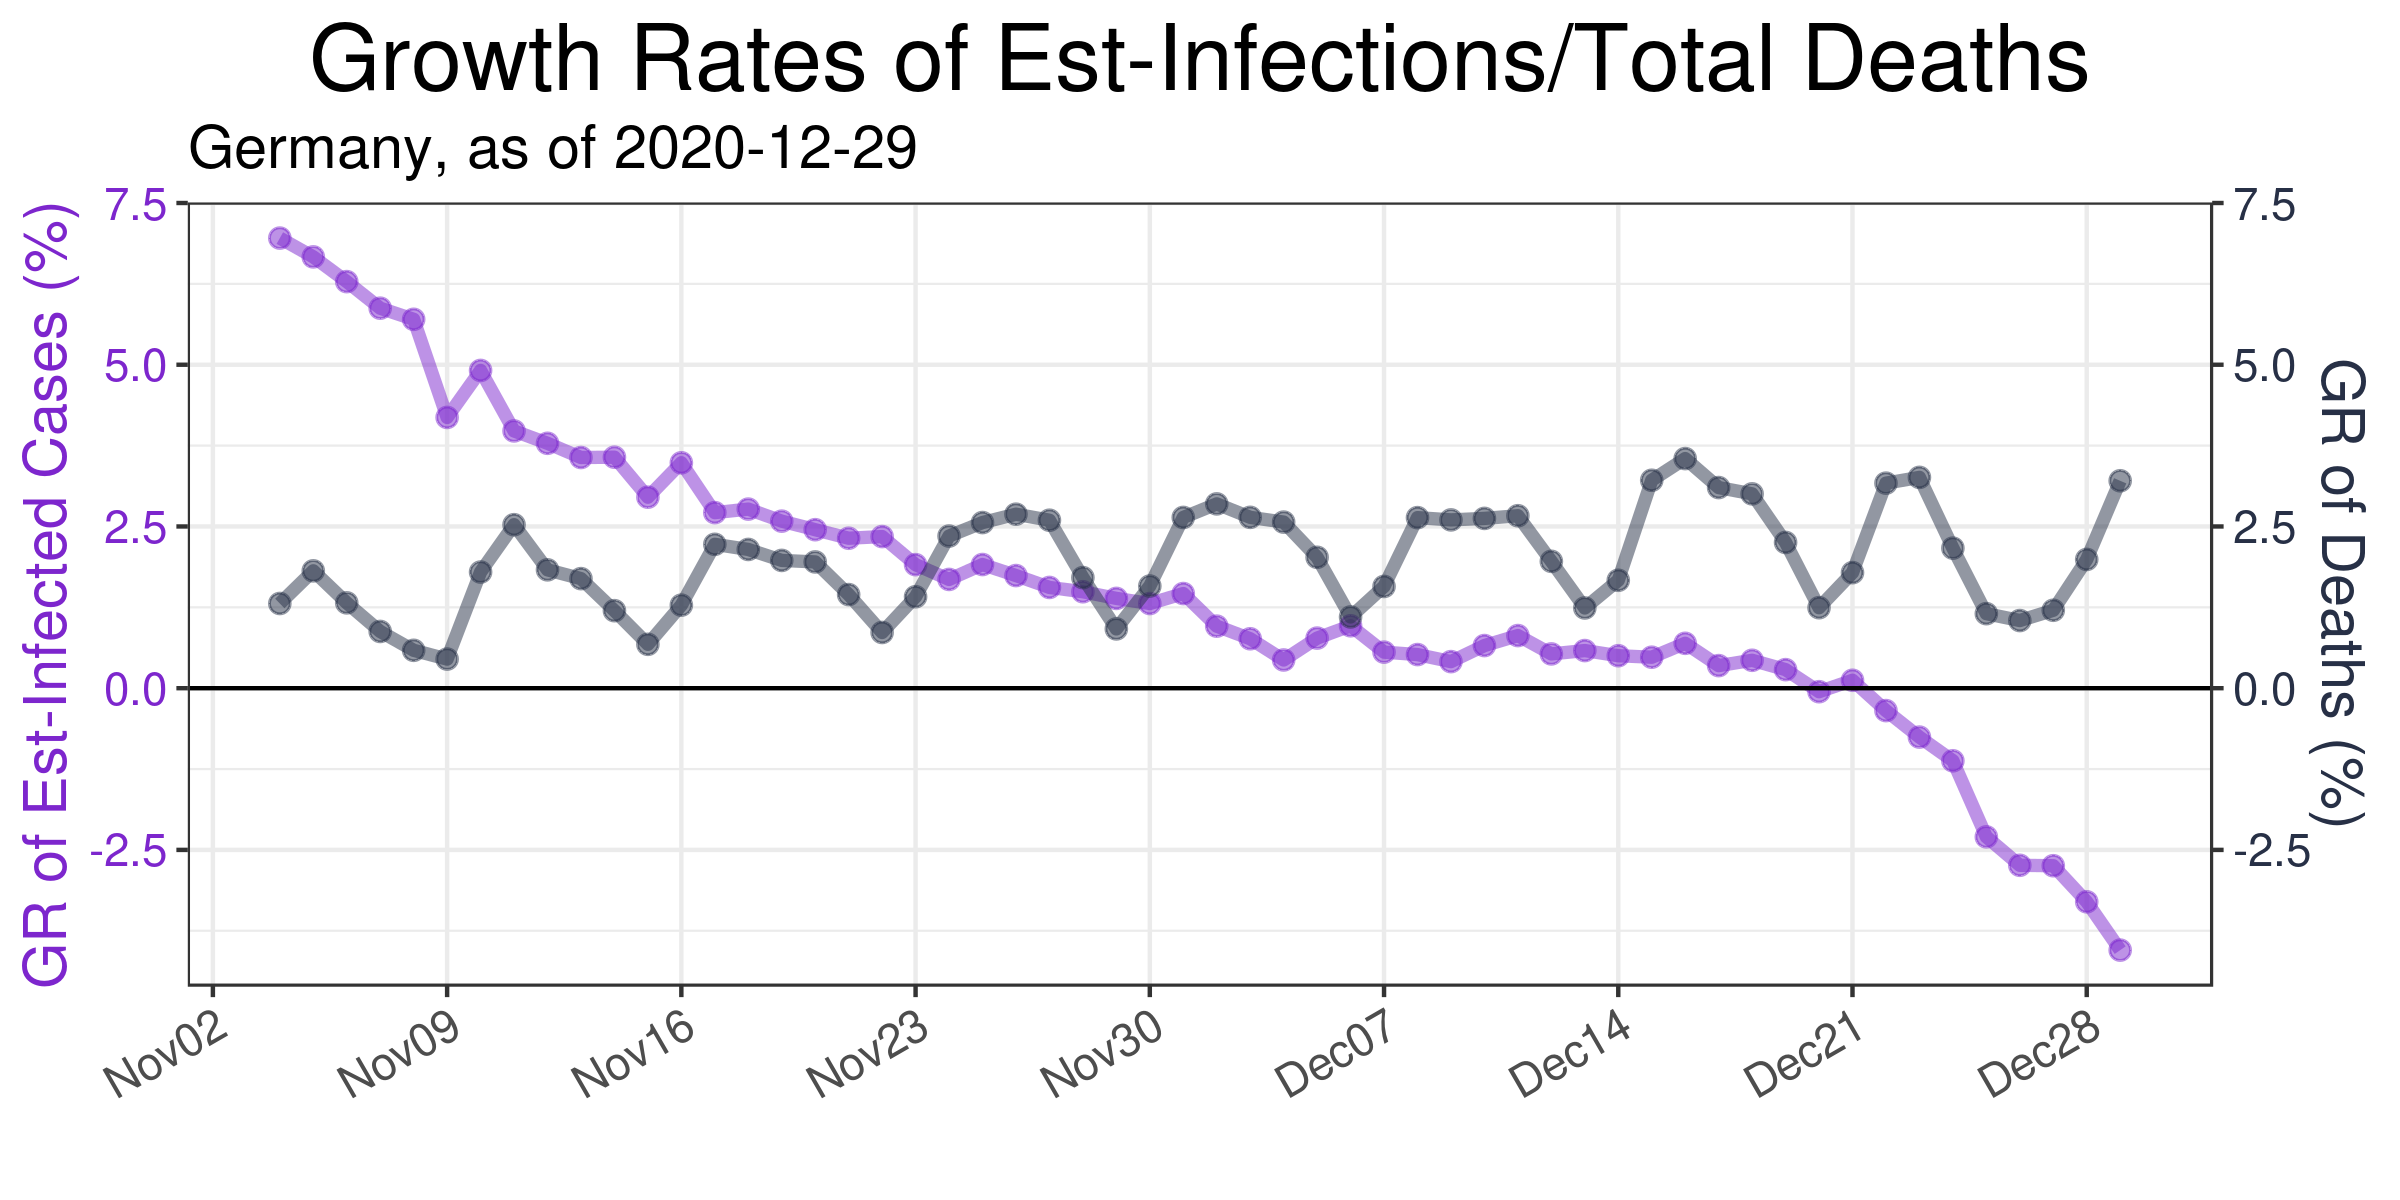 Growth Rates of Est-Infections/Total Deaths
Germany, as of 2020-12-29
GR of Est-Infected Cases (%)
7.5
5.0
2.5
0.0
-2.5
7.5
5.0
2.5
0.0
-2.5
GR of Deaths (%)
Nov02
Nov09
Nov16
Nov23
Nov30
Dec07
Dec14
Dec21
Dec28